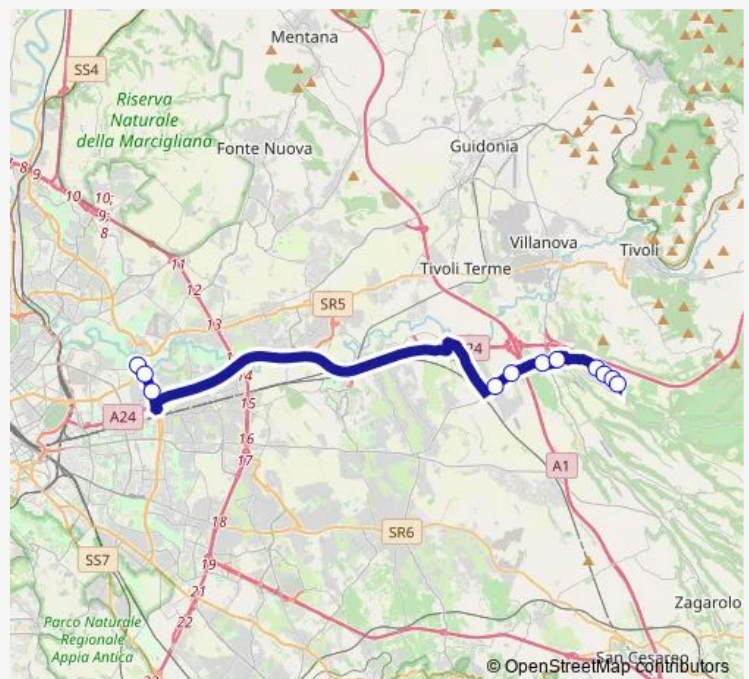 Mentana
SS4
Riserva
Naturale
della Marcigliana
Fonte Nuova
Guidonia
8
9
10
10;
9;
8
11
Villanova
Tivoli
Tivoli Terme
12
SR5
13
24
14
A24
15
16
17
A1
18
SR6
SS7
19
21
Zagarolo
22
Parco Naturale
Regionale
Appia Antica
San Cesareo
© OpenStreetMap contributors